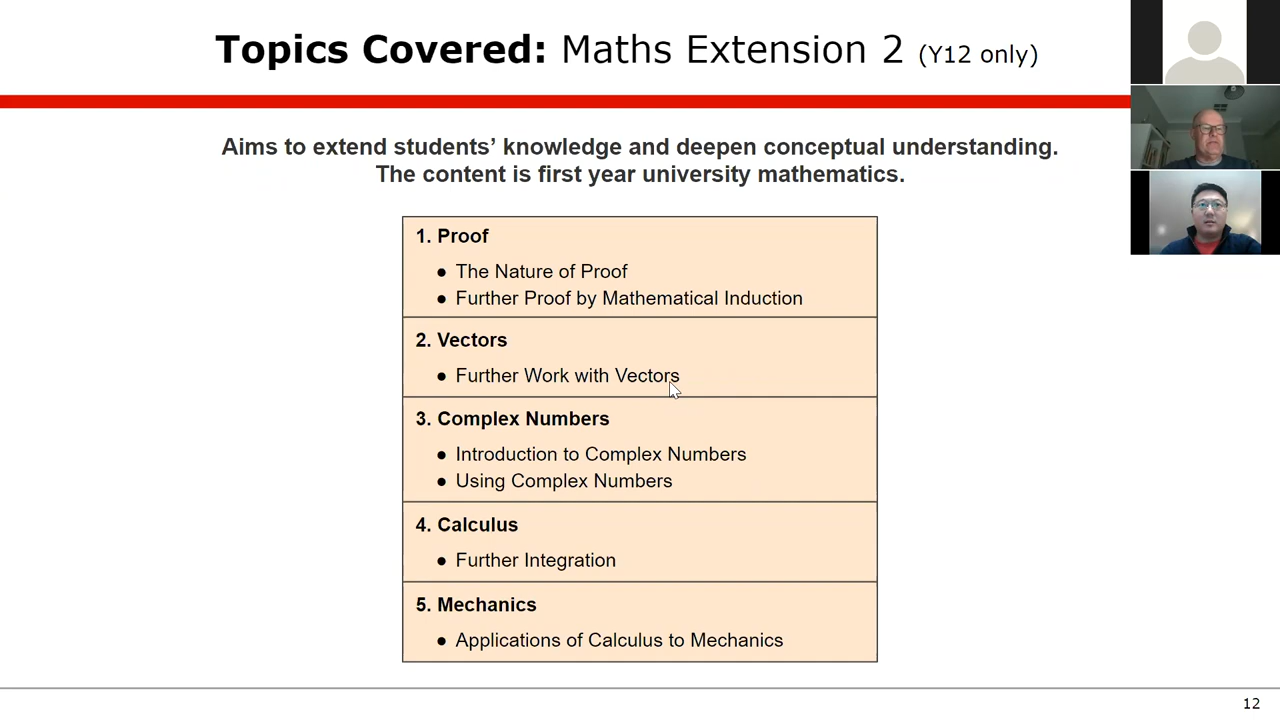 Topics Covered: Maths Extension 2 (Y12 only)
Aims to extend students’ knowledge and deepen conceptual understanding.
The content is first year university mathematics.
1. Proof
● The Nature of Proof
● Further Proof by Mathematical Induction
2. Vectors
● Further Work with Vectors
3. Complex Numbers
● Introduction to Complex Numbers
● Using Complex Numbers
4. Calculus
● Further Integration
5. Mechanics
● Applications of Calculus to Mechanics
12